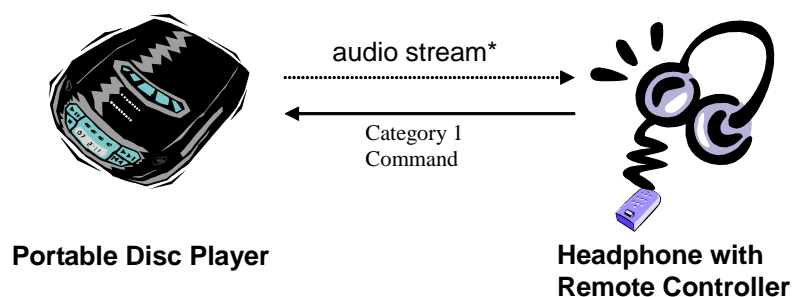 audio stream*
Category 1
Command
Portable Disc Player
Headphone with
Remote Controller